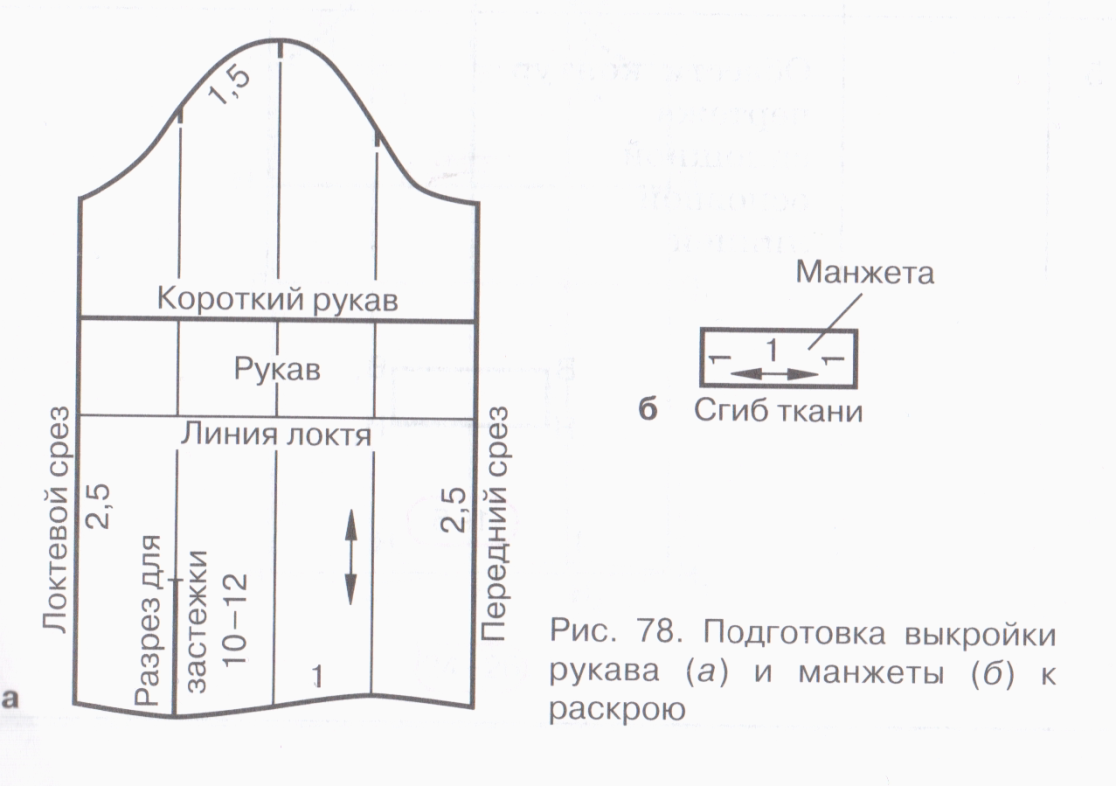 1,5
Короткий рукав
Рукав
Линия локтя
Локтевой срез
2,5
Разрез для
застежки
10–12
1
2,5
Передний срез
а
Манжета
1
1
1
б Сгиб ткани
Рис. 78. Подготовка выкройки
рукава (а) и манжеты (б) к
раскрою